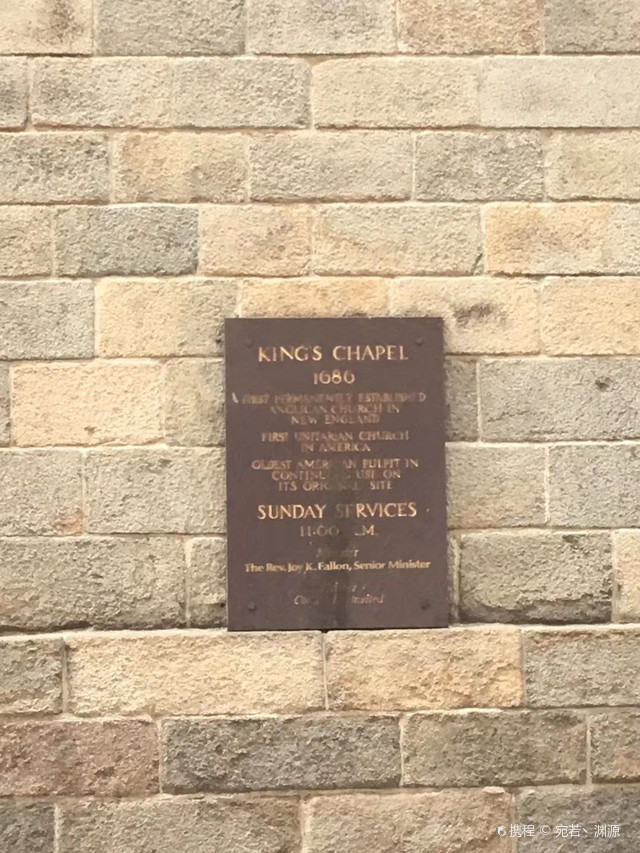 KING'S CHAPEL
1686
FIRST PERMANENTLY ESTABLISHED
ANGLICAN CHURCH IN
NEW ENGLAND
FIRST UNITARIAN CHURCH
IN AMERICA
OLDEST AMERICAN PULPIT IN
CONTINUOUS USE ON
ITS ORIGINAL SITE
SUNDAY SERVICES
11:00 A.M.
The Rev. Joy K. Fallon, Senior Minister
携程 © 宛若丶渊源